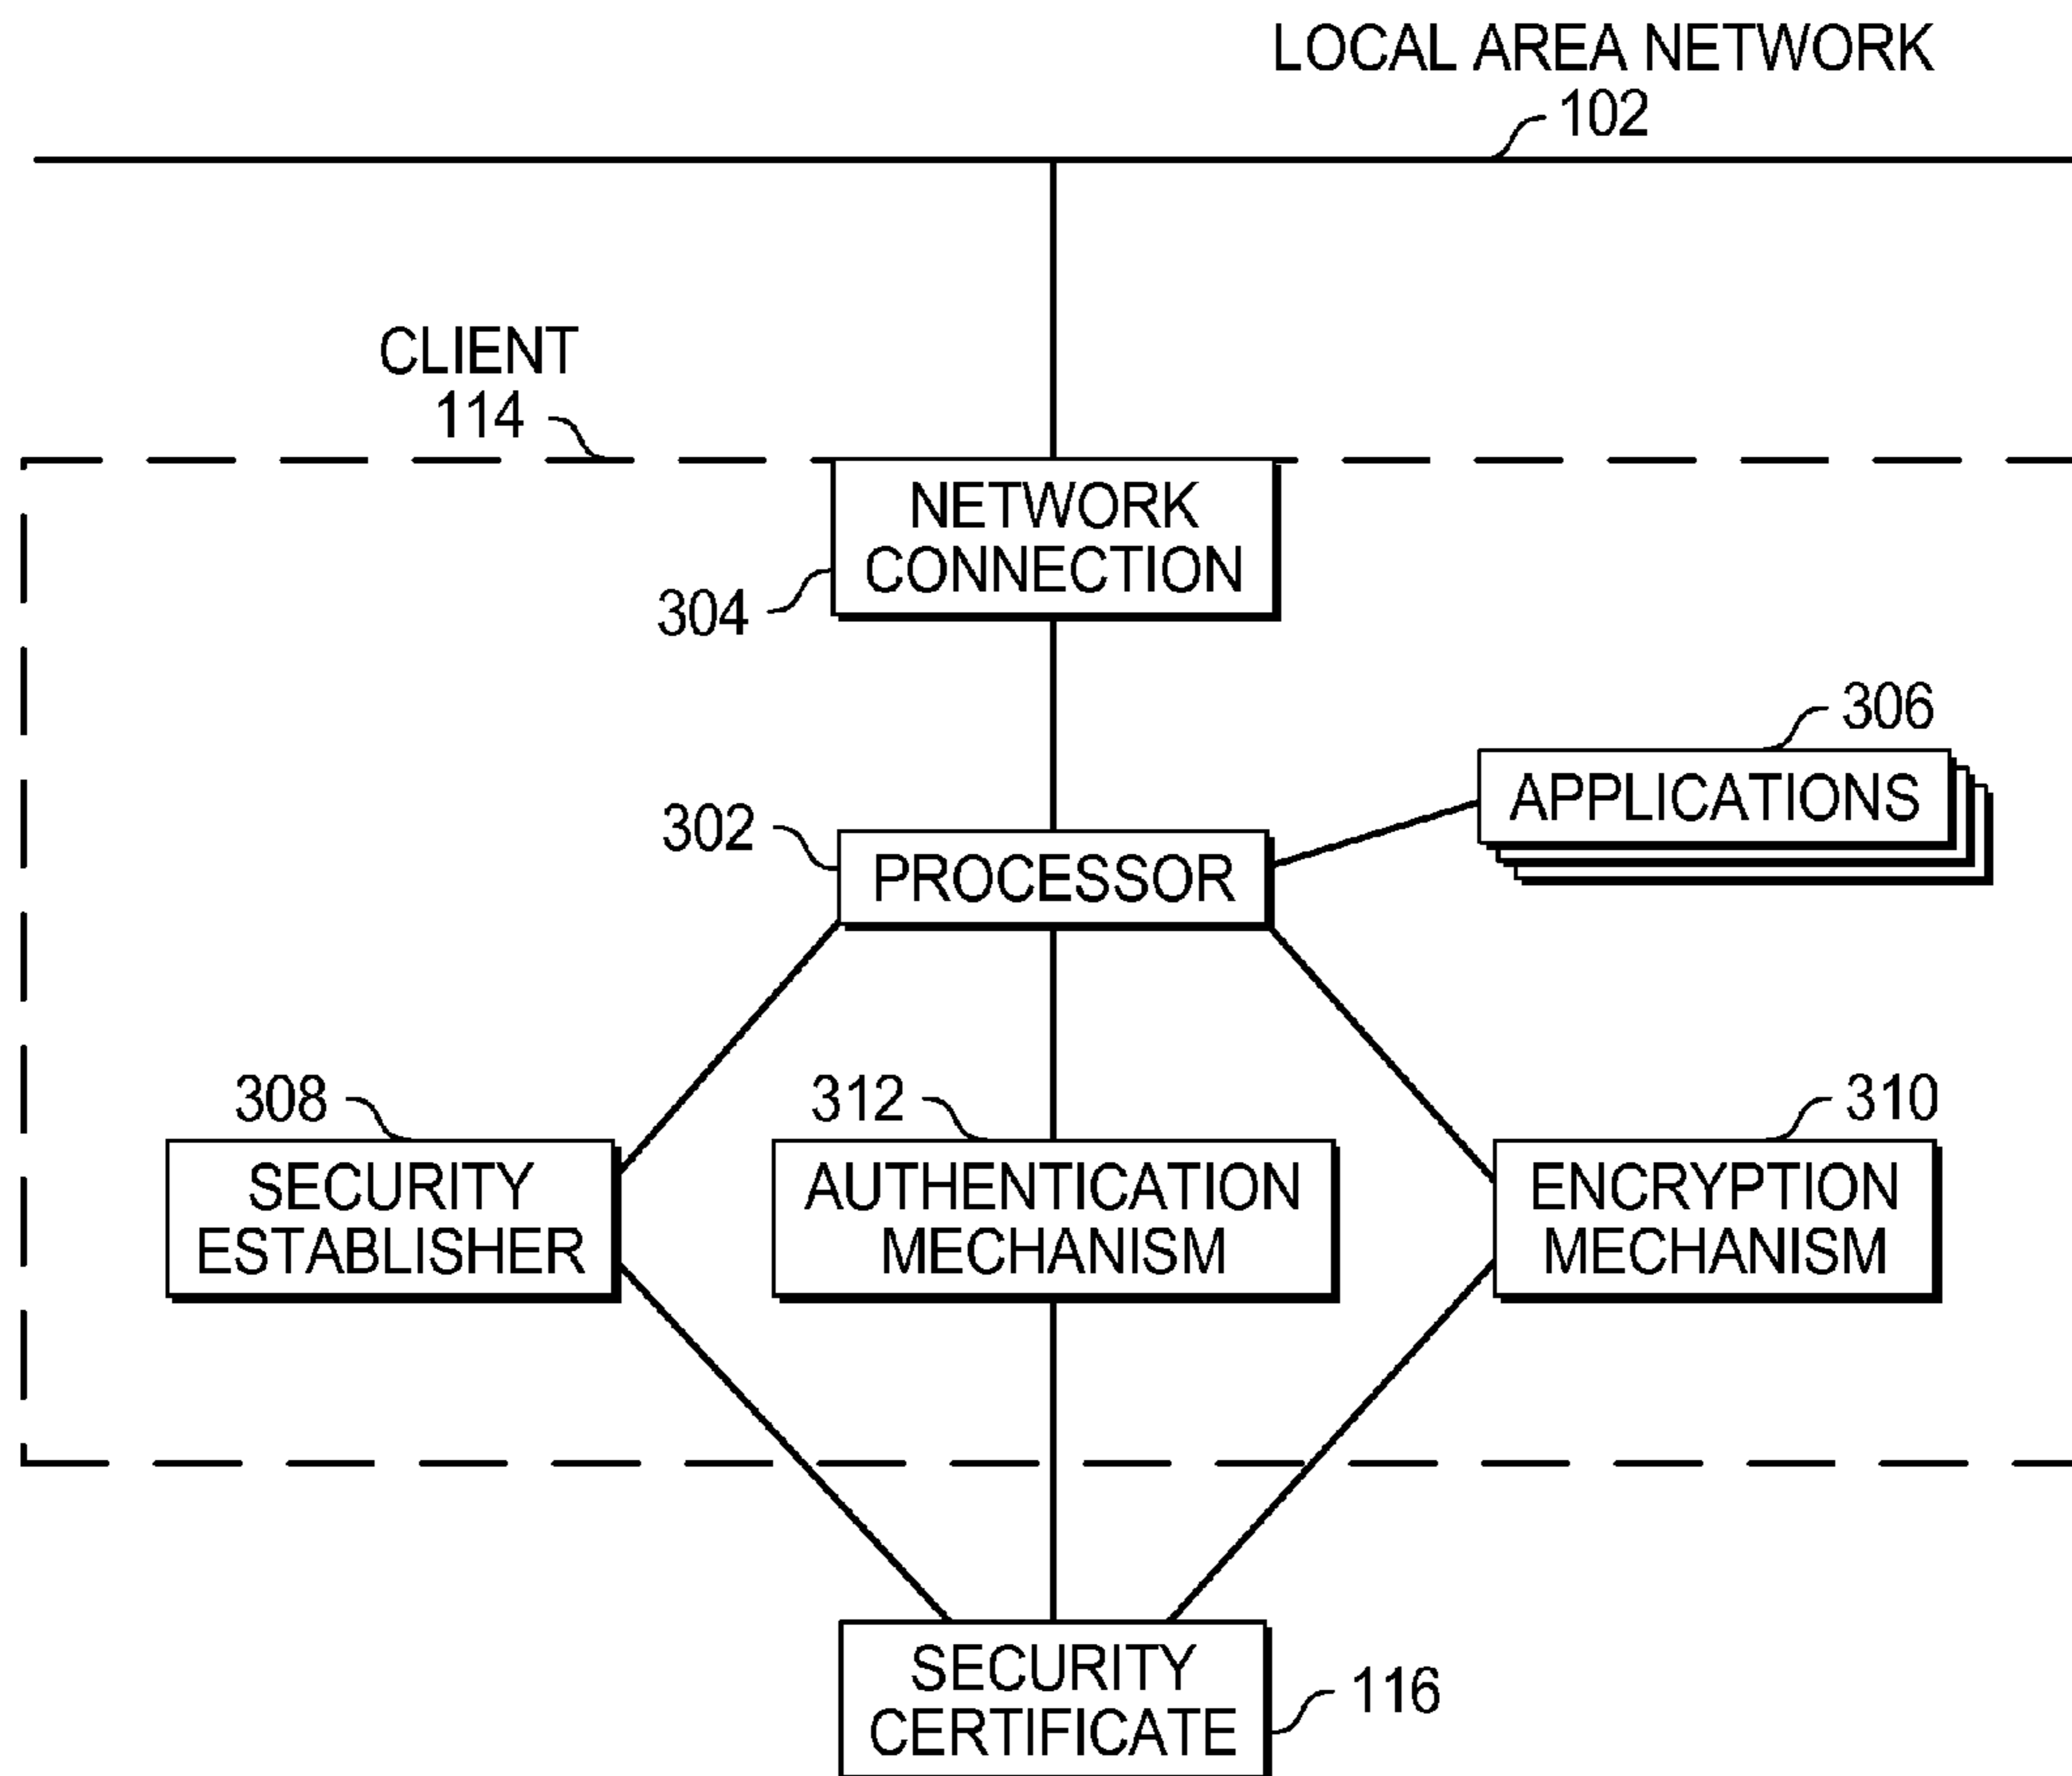 LOCAL AREA NETWORK
102
CLIENT
114
NETWORK
CONNECTION
304
306
APPLICATIONS
302
PROCESSOR
308
312
310
SECURITY
ESTABLISHER
AUTHENTICATION
MECHANISM
ENCRYPTION
MECHANISM
SECURITY
CERTIFICATE
116